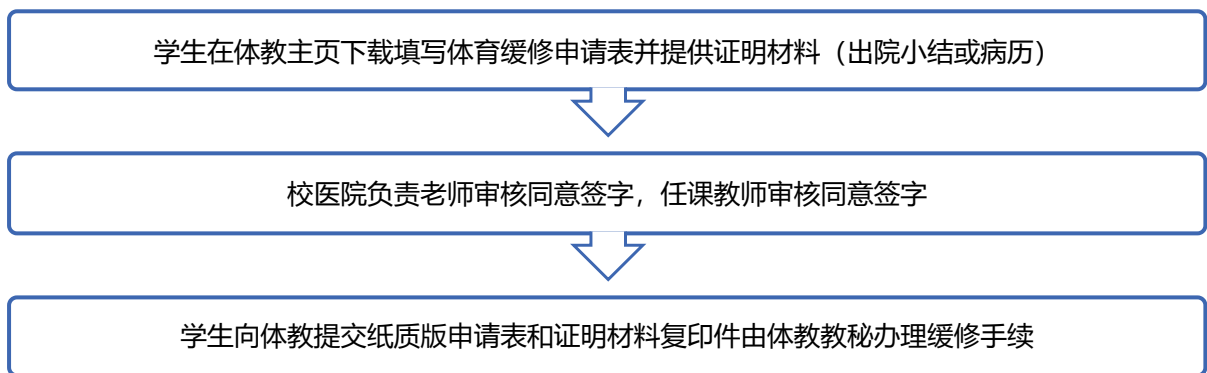 学生在体教主页下载填写体育缓修申请表并提供证明材料（出院小结或病历）
校医院负责老师审核同意签字，任课教师审核同意签字
学生向体教提交纸质版申请表和证明材料复印件由体教教秘办理缓修手续